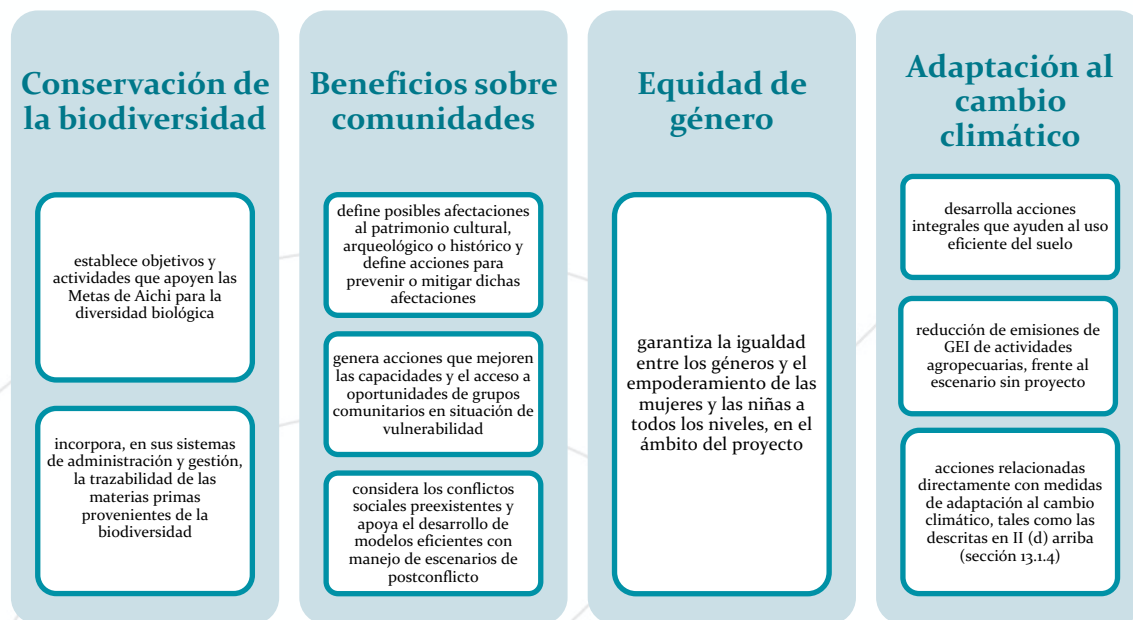 Conservación de
la biodiversidad
establece objetivos y
actividades que apoyen las
Metas de Aichi para la
diversidad biológica
incorpora, en sus sistemas
de administración y gestión,
la trazabilidad de las
materias primas
provenientes de la
biodiversidad
Beneficios sobre
comunidades
define posibles afectaciones
al patrimonio cultural,
arqueológico o histórico y
define acciones para
prevenir o mitigar dichas
afectaciones
genera acciones que mejoren
las capacidades y el acceso a
oportunidades de grupos
comunitarios en situación de
vulnerabilidad
considera los conflictos
sociales preexistentes y
apoya el desarrollo de
modelos eficientes con
manejo de escenarios de
postconflicto
Equidad de
género
garantiza la igualdad
entre los géneros y el
empoderamiento de las
mujeres y las niñas a
todos los niveles, en el
ámbito del proyecto
Adaptación al
cambio
climático
desarrolla acciones
integrales que ayuden al uso
eficiente del suelo
reducción de emisiones de
GEI de actividades
agropecuarias, frente al
escenario sin proyecto
acciones relacionadas
directamente con medidas
de adaptación al cambio
climático, tales como las
descritas en II (d) arriba
(sección 13.1.4)